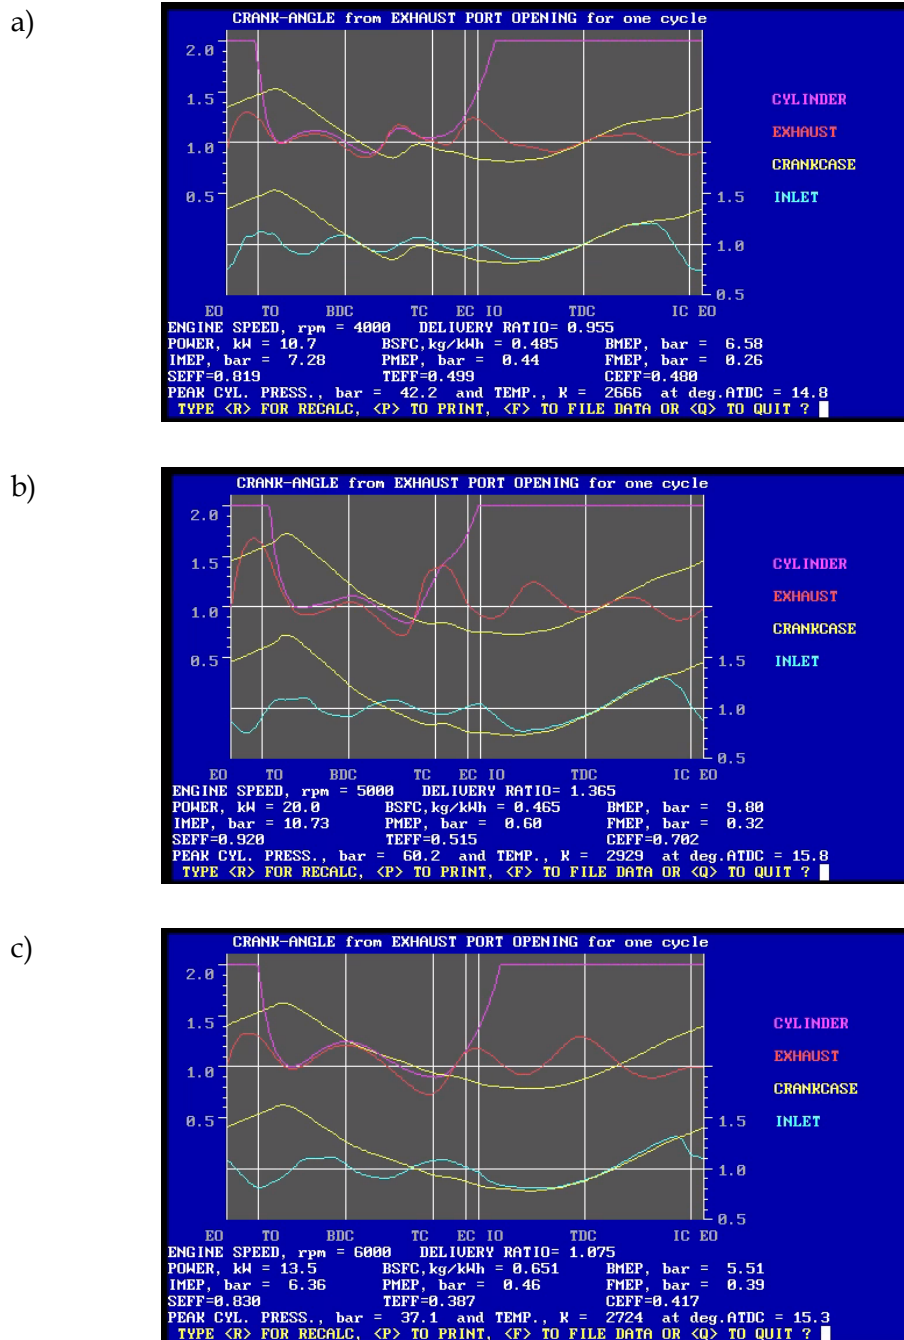 a)
CRANK-ANGLE from EXHAUST PORT OPENING for one cycle
2.0
1.5
1.0
0.5
1.5
1.0
0.5
CYLINDER
EXHAUST
CRANKCASE
INLET
EO TO BDC TC EC IO TDC IC EO
ENGINE SPEED, rpm = 4000 DELIVERY RATIO= 0.955
POWER, kW = 10.7 BSFC,kg/kWh = 0.485 BMEP, bar = 6.58
IMEP, bar = 7.28 PMEP, bar = 0.44 FMEP, bar = 0.26
SEFF=0.819 TEFF=0.499 CEFF=0.480
PEAK CYL. PRESS., bar = 42.2 and TEMP., K = 2666 at deg.ATDC = 14.8
TYPE <R> FOR RECALC, <P> TO PRINT, <F> TO FILE DATA OR <Q> TO QUIT ?
b)
CRANK-ANGLE from EXHAUST PORT OPENING for one cycle
2.0
1.5
1.0
0.5
1.5
1.0
0.5
CYLINDER
EXHAUST
CRANKCASE
INLET
EO TO BDC TC EC IO TDC IC EO
ENGINE SPEED, rpm = 5000 DELIVERY RATIO= 1.365
POWER, kW = 20.0 BSFC,kg/kWh = 0.465 BMEP, bar = 9.80
IMEP, bar = 10.73 PMEP, bar = 0.60 FMEP, bar = 0.32
SEFF=0.920 TEFF=0.515 CEFF=0.702
PEAK CYL. PRESS., bar = 60.2 and TEMP., K = 2929 at deg.ATDC = 15.8
TYPE <R> FOR RECALC, <P> TO PRINT, <F> TO FILE DATA OR <Q> TO QUIT ?
c)
CRANK-ANGLE from EXHAUST PORT OPENING for one cycle
2.0
1.5
1.0
0.5
1.5
1.0
0.5
CYLINDER
EXHAUST
CRANKCASE
INLET
EO TO BDC TC EC IO TDC IC EO
ENGINE SPEED, rpm = 6000 DELIVERY RATIO= 1.075
POWER, kW = 13.5 BSFC,kg/kWh = 0.651 BMEP, bar = 5.51
IMEP, bar = 6.36 PMEP, bar = 0.46 FMEP, bar = 0.39
SEFF=0.830 TEFF=0.387 CEFF=0.417
PEAK CYL. PRESS., bar = 37.1 and TEMP., K = 2724 at deg.ATDC = 15.3
TYPE <R> FOR RECALC, <P> TO PRINT, <F> TO FILE DATA OR <Q> TO QUIT ?